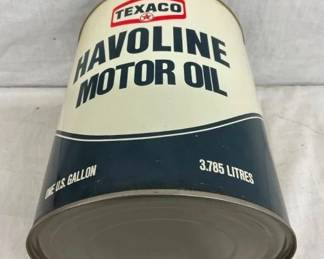 TEXACO
HAVOLINE
MOTOR OIL
ONE U.S. GALLON 3.785 LITRES